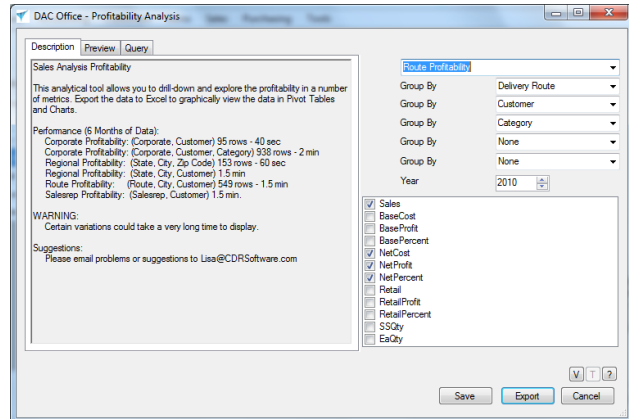 DAC Office - Profitability Analysis
Sales Purchasing Tools
Description Preview Query
Sales Analysis Profitability
This analytical tool allows you to drill-down and explore the profitability in a number
of metrics. Export the data to Excel to graphically view the data in Pivot Tables
and Charts.
Performance (6 Months of Data):
Corporate Profitability: (Corporate, Customer) 95 rows - 40 sec
Corporate Profitability: (Corporate, Customer, Category) 938 rows - 2 min
Regional Profitability: (State, City, Zip Code) 153 rows - 60 sec
Regional Profitability: (State, City, Customer) 1.5 min
Route Profitability: (Route, City, Customer) 549 rows - 1.5 min
Salesrep Profitability: (Salesrep, Customer) 1.5 min.
WARNING:
Certain variations could take a very long time to display.
Suggestions:
Please email problems or suggestions to Lisa@CDRSoftware.com
Route Profitability
Group By Delivery Route
Group By Customer
Group By Category
Group By None
Group By None
Year 2010
Sales
BaseCost
BaseProfit
BasePercent
NetCost
NetProfit
NetPercent
Retail
RetailProfit
RetailPercent
SSQty
EaQty
V T ?
Save Export Cancel